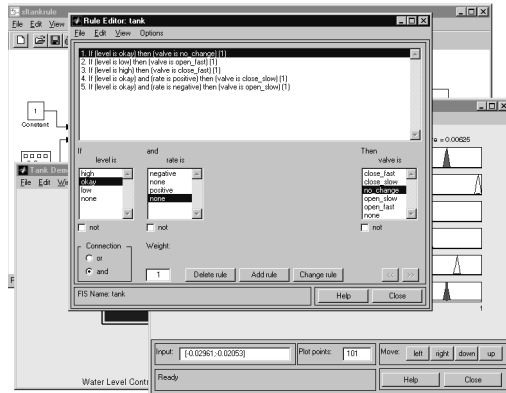 sltankrule
File Edit View
Rule Editor: tank
File Edit View Options
1. If (level is okay) then (valve is no_change) (1)
2. If (level is low) then (valve is open_fast) (1)
3. If (level is high) then (valve is close_fast) (1)
4. If (level is okay) and (rate is positive) then (valve is close_slow) (1)
5. If (level is okay) and (rate is negative) then (valve is open_slow) (1)
1
Constant
If and Then
level is rate is valve is
high
okay
low
none
negative
none
positive
none
close_fast
close_slow
no_change
open_slow
open_fast
none
not not not
Connection
or
and
Weight:
1 Delete rule Add rule Change rule << >>
FIS Name: tank Help Close
= 0.00625
1
Tank Dem
File Edit
Water Level Contr
Input: [-0.02961;-0.02053] Plot points: 101 Move: left right down up
Ready Help Close